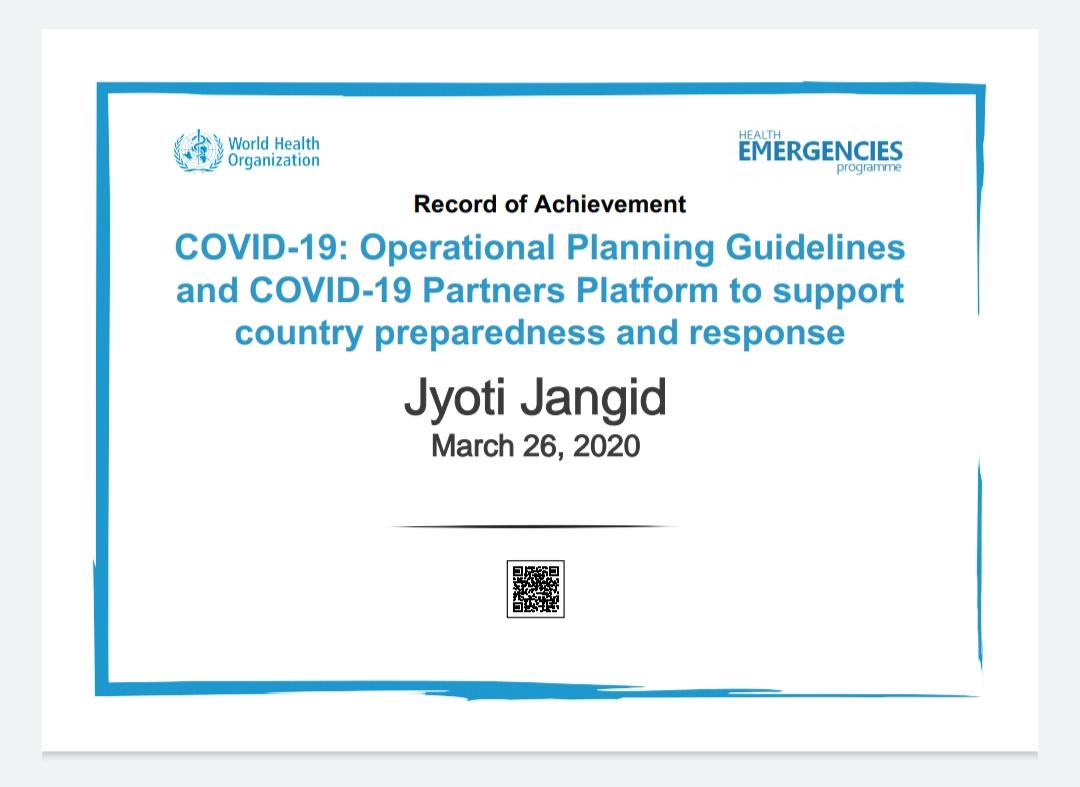 World Health
Organization
HEALTH
EMERGENCIES
programme
Record of Achievement
COVID-19: Operational Planning Guidelines
and COVID-19 Partners Platform to support
country preparedness and response
Jyoti Jangid
March 26, 2020